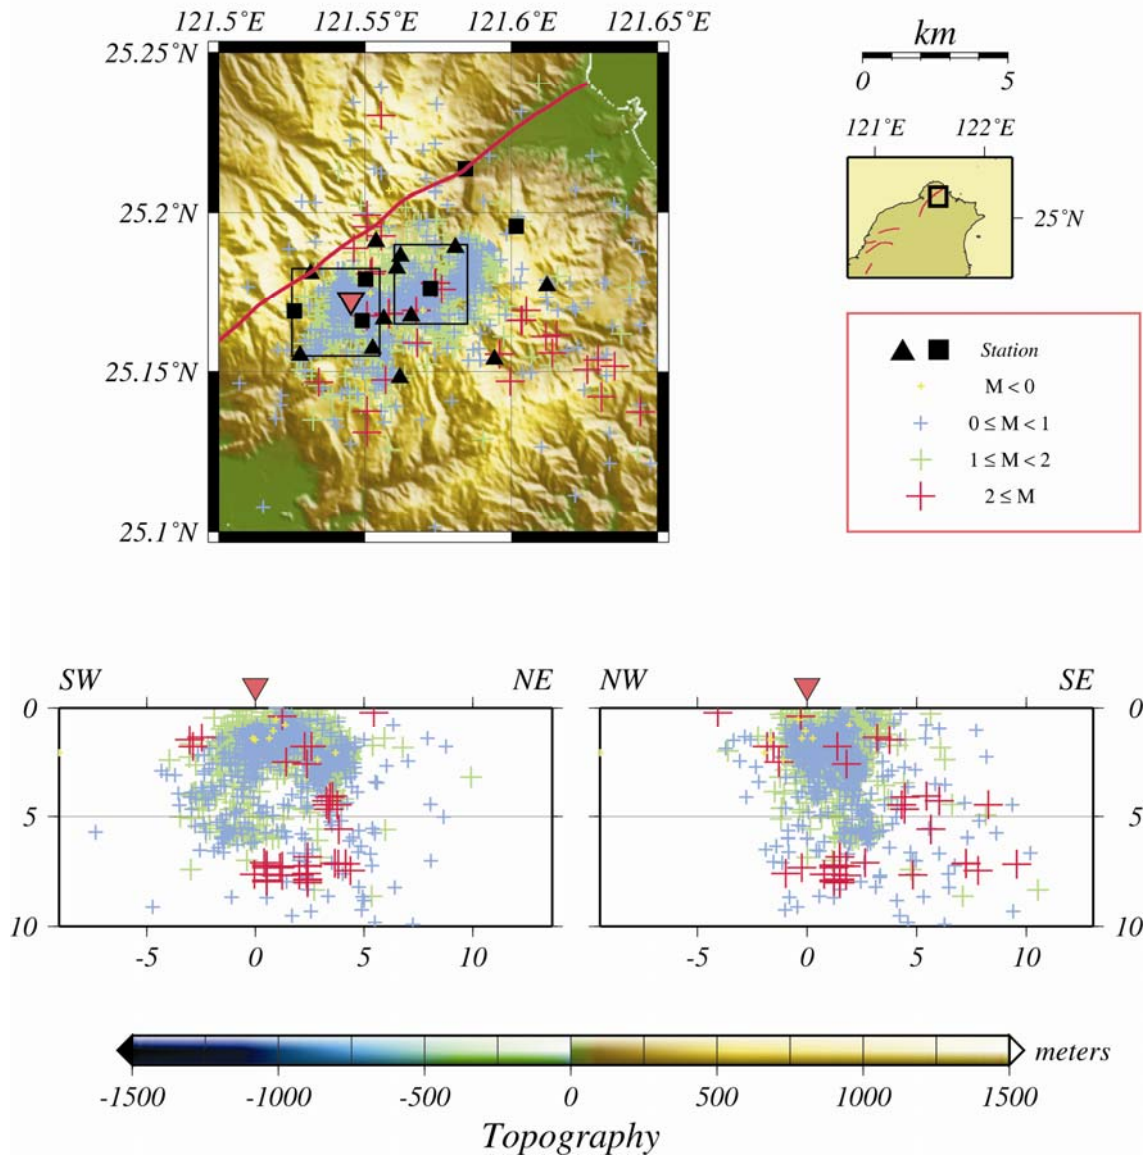 121.5˚E 121.55˚E 121.6˚E 121.65˚E
25.25˚N
25.2˚N
25.15˚N
25.1˚N
km
0 5
121˚E 122˚E
25˚N
Station
M < 0
0 ≤ M < 1
1 ≤ M < 2
2 ≤ M
SW NE
0
5
10
-5 0 5 10
NW SE
0
5
10
-5 0 5 10
meters
-1500 -1000 -500 0 500 1000 1500
Topography